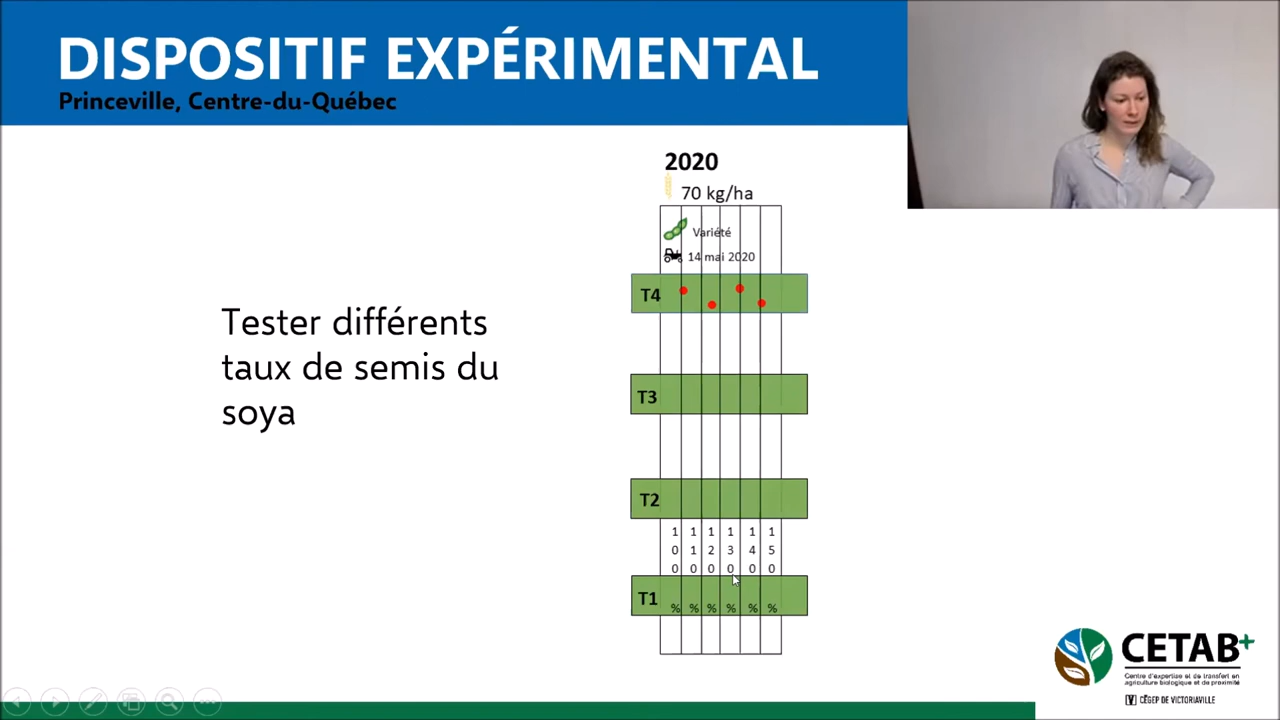 DISPOSITIF EXPÉRIMENTAL
Princeville, Centre-du-Québec
2020
70 kg/ha
Variété
14 mai 2020
T4
Tester différents
taux de semis du
soya
T3
T2
100 % 110 % 120 % 130 % 140 % 150 %
T1
CETAB+
Centre d'expertise et de transfert en
agriculture biologique et de proximité
V CÉGEP DE VICTORIAVILLE